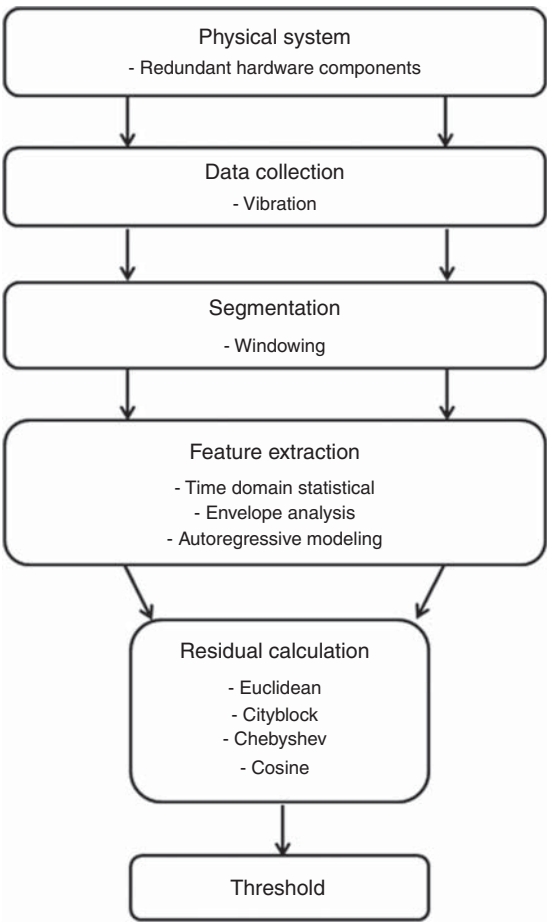 Physical system
- Redundant hardware components
Data collection
- Vibration
Segmentation
- Windowing
Feature extraction
- Time domain statistical
- Envelope analysis
- Autoregressive modeling
Residual calculation
- Euclidean
- Cityblock
- Chebyshev
- Cosine
Threshold